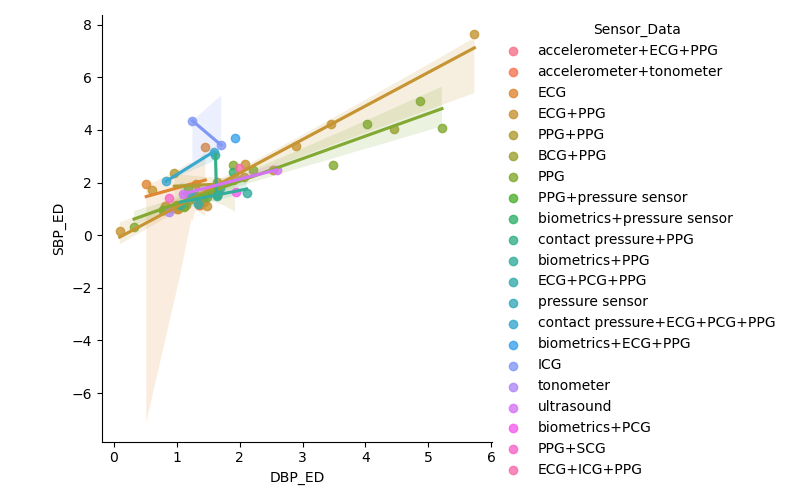 8
6
4
2
0
−2
−4
−6
SBP_ED
0
1
2
3
4
5
6
DBP_ED
Sensor_Data
accelerometer+ECG+PPG
accelerometer+tonometer
ECG
ECG+PPG
PPG+PPG
BCG+PPG
PPG
PPG+pressure sensor
biometrics+pressure sensor
contact pressure+PPG
biometrics+PPG
ECG+PCG+PPG
pressure sensor
contact pressure+ECG+PCG+PPG
biometrics+ECG+PPG
ICG
tonometer
ultrasound
biometrics+PCG
PPG+SCG
ECG+ICG+PPG